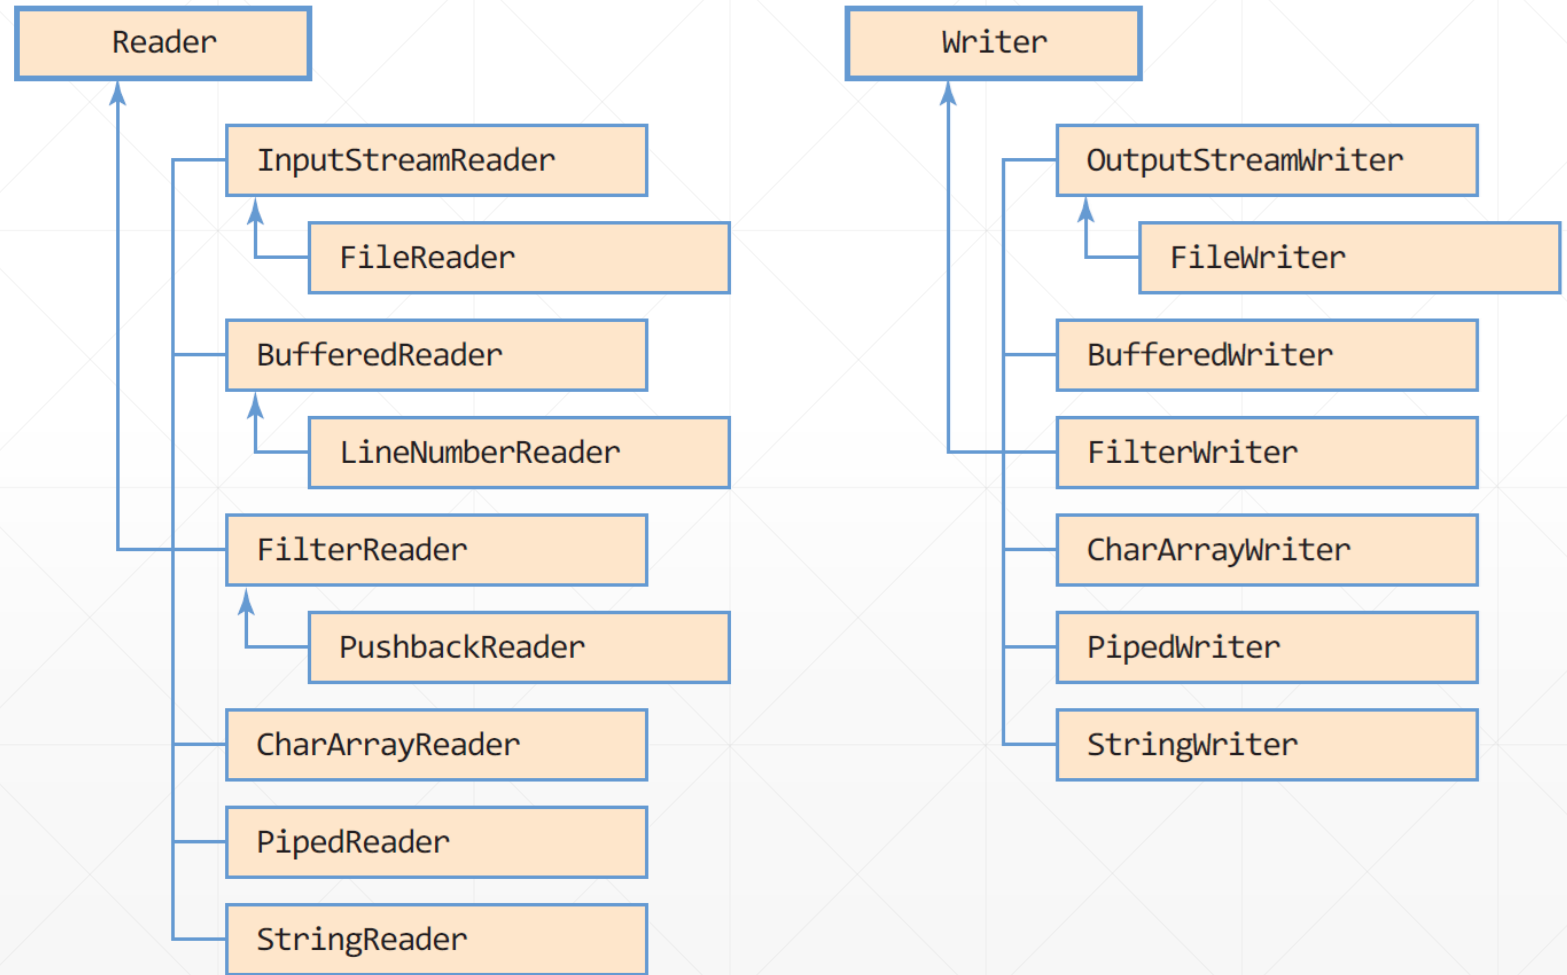 Reader
InputStreamReader
FileReader
BufferedReader
LineNumberReader
FilterReader
PushbackReader
CharArrayReader
PipedReader
StringReader
Writer
OutputStreamWriter
FileWriter
BufferedWriter
FilterWriter
CharArrayWriter
PipedWriter
StringWriter